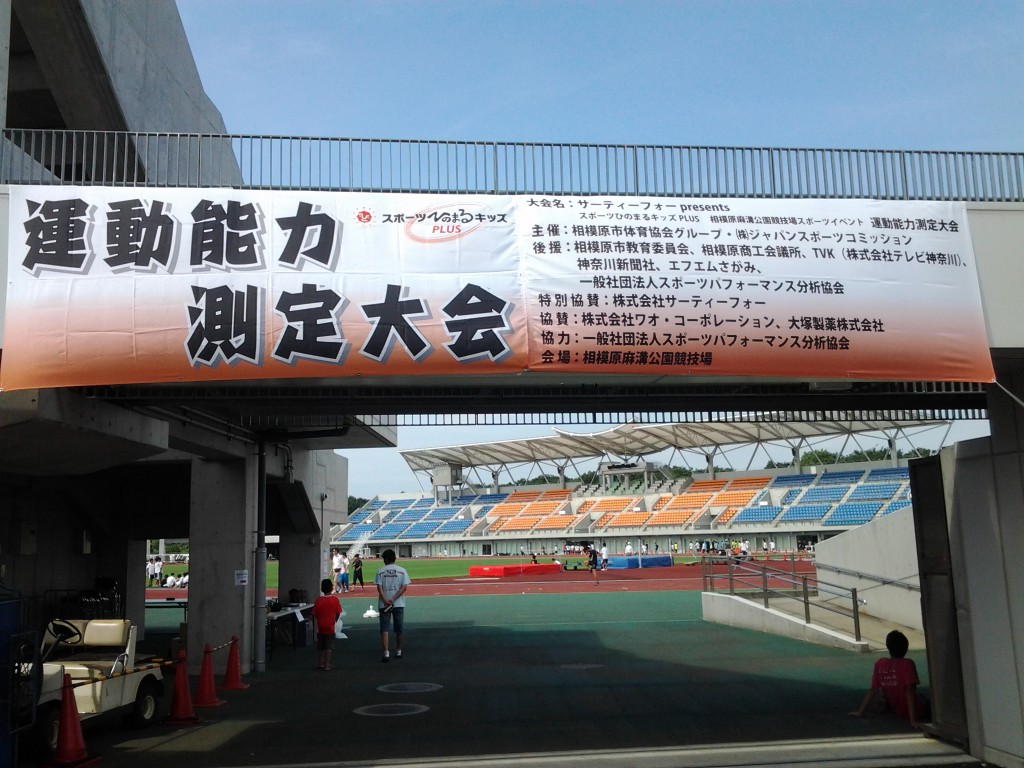 運動能力
測定大会
スポーツひのまるキッズ
PLUS
大会名：サーティーフォー presents
スポーツひのまるキッズ PLUS 相模原麻溝公園競技場スポーツイベント 運動能力測定大会
主催：相模原市体育協会グループ・㈱ジャパンスポーツコミッション
後援：相模原市教育委員会、相模原商工会議所、TVK（株式会社テレビ神奈川）、
神奈川新聞社、エフエムさがみ、
一般社団法人スポーツパフォーマンス分析協会
特別協賛：株式会社サーティーフォー
協賛：株式会社ワオ・コーポレーション、大塚製薬株式会社
協力：一般社団法人スポーツパフォーマンス分析協会
会場：相模原麻溝公園競技場